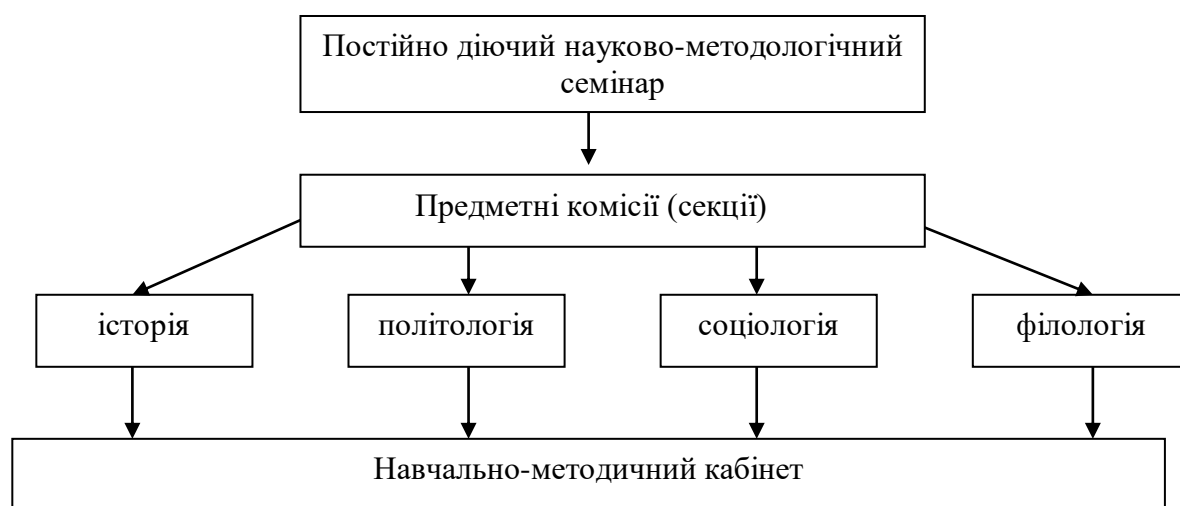 Постійно діючий науково-методологічний
семінар
Предметні комісії (секції)
історія
політологія
соціологія
філологія
Навчально-методичний кабінет